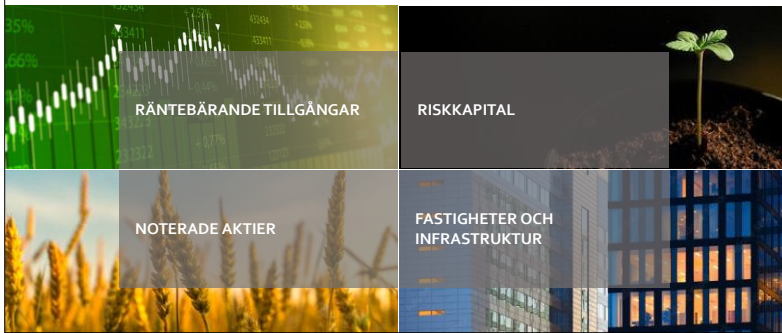 RÄNTEBÄRANDE TILLGÅNGAR
RISKKAPITAL
NOTERADE AKTIER
FASTIGHETER OCH
INFRASTRUKTUR